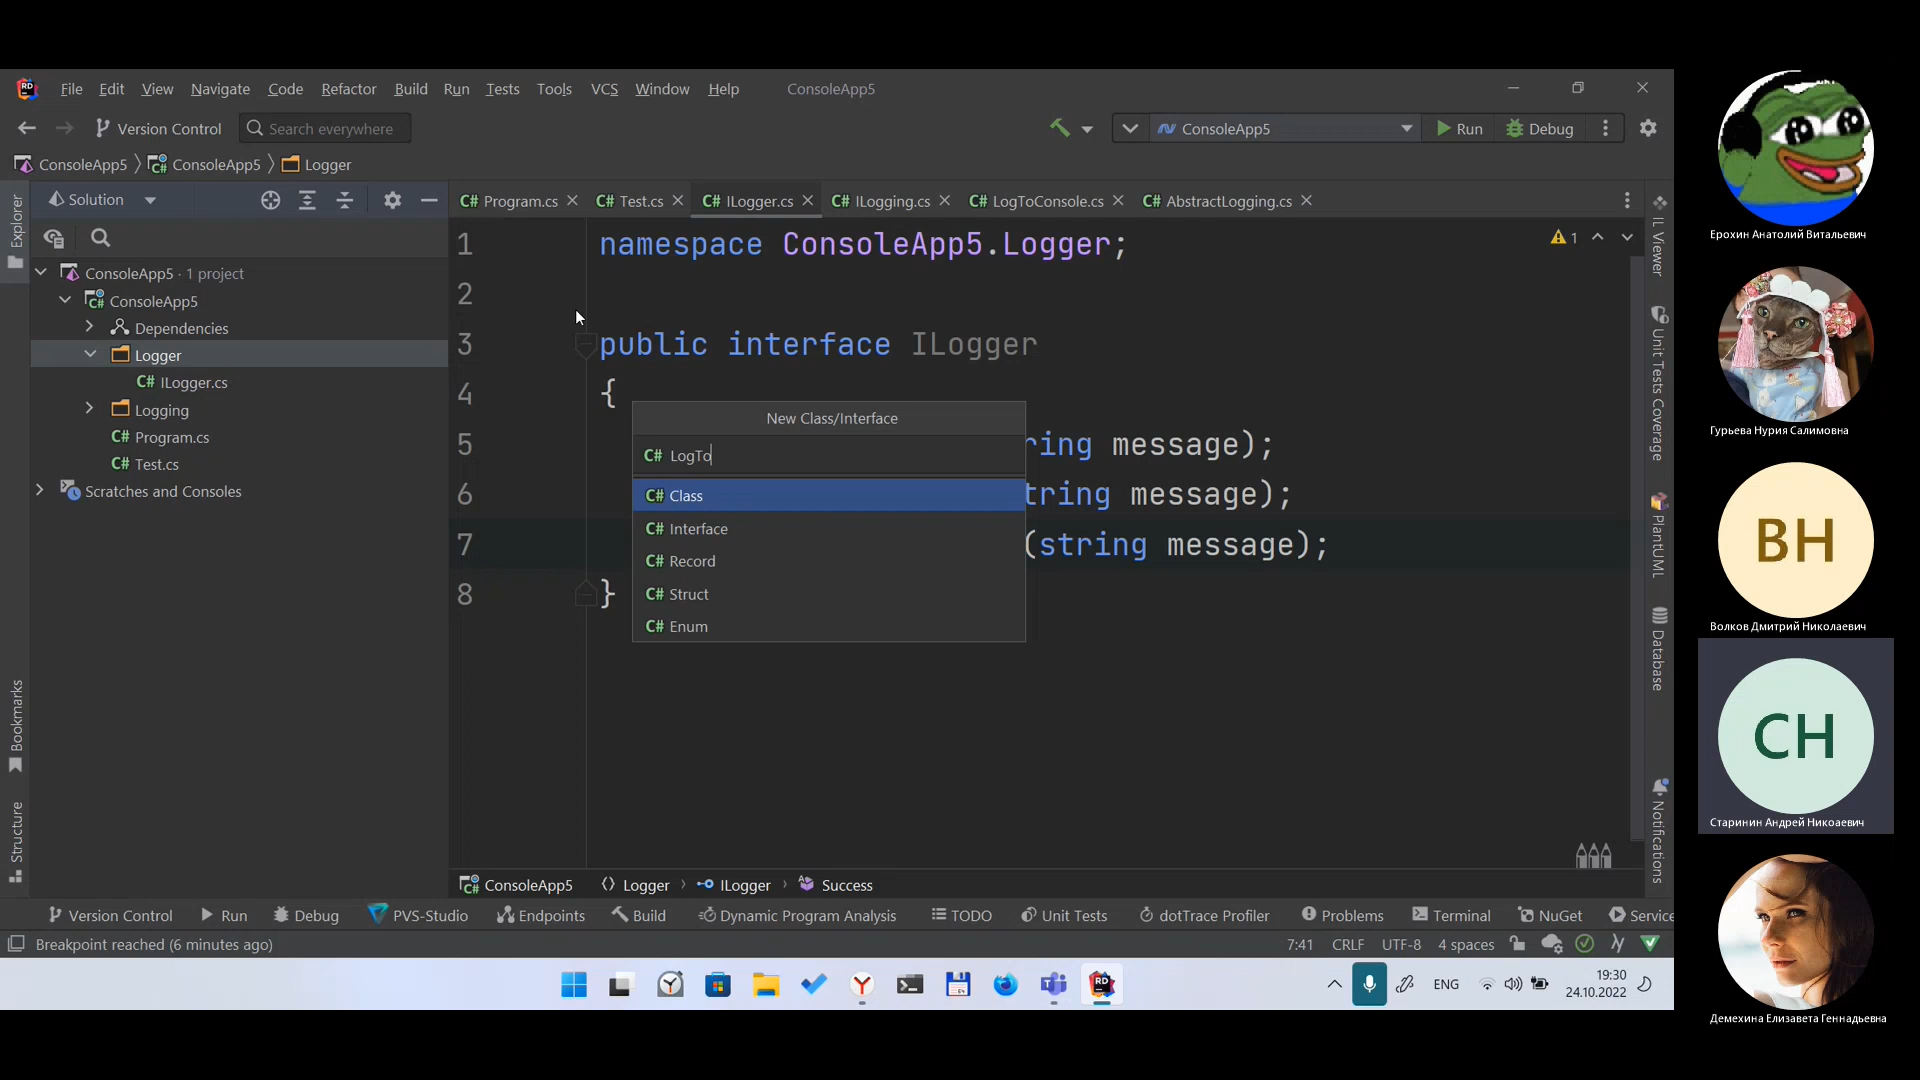 File Edit View Navigate Code Refactor Build Run Tests Tools VCS Window Help ConsoleApp5
Version Control Search everywhere ConsoleApp5 Run Debug
ConsoleApp5 ConsoleApp5 Logger
Explorer
Solution
Program.cs
Test.cs
ILogger.cs
ILogging.cs
LogToConsole.cs
AbstractLogging.cs
ConsoleApp5 · 1 project
ConsoleApp5
Dependencies
Logger
ILogger.cs
Logging
Program.cs
Test.cs
Scratches and Consoles
Bookmarks
Structure
1 namespace ConsoleApp5.Logger;
2
3 public interface ILogger
4 {
5 ring message);
6 tring message);
7 (string message);
8 }
1
New Class/Interface
C# LogTo
C# Class
C# Interface
C# Record
C# Struct
C# Enum
IL Viewer
Unit Tests Coverage
PlantUML
Database
Notifications
ConsoleApp5 Logger ILogger Success
Version Control Run Debug PVS-Studio Endpoints Build Dynamic Program Analysis TODO Unit Tests dotTrace Profiler Problems Terminal NuGet Service
Breakpoint reached (6 minutes ago) 7:41 CRLF UTF-8 4 spaces
ENG 19:30
24.10.2022
Ерохин Анатолий Витальевич
Гурьева Нурия Салимовна
ВН
Волков Дмитрий Николаевич
СН
Старинин Андрей Никоаевич
Демехина Елизавета Геннадьевна